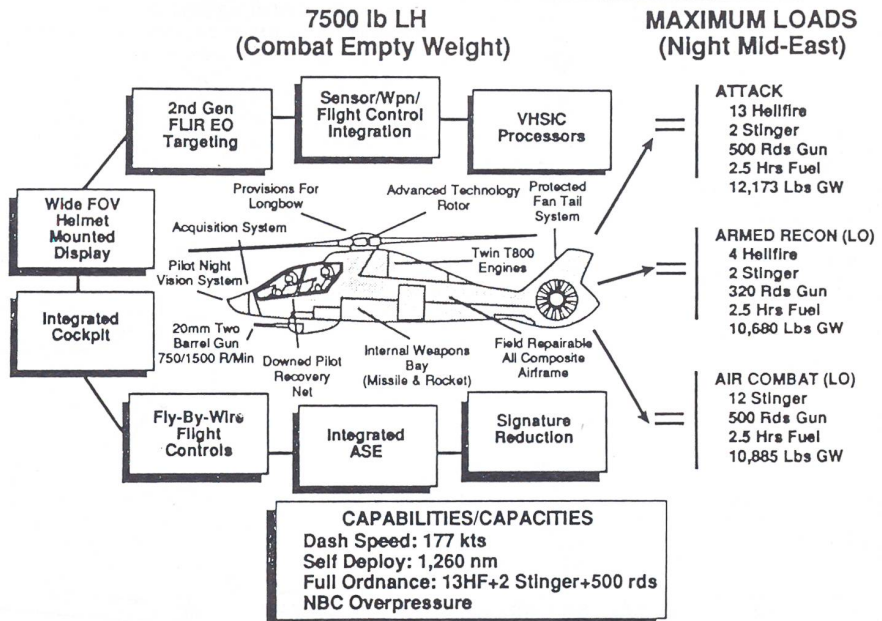 7500 lb LH
(Combat Empty Weight)
MAXIMUM LOADS
(Night Mid-East)
2nd Gen
FLIR EO
Targeting
Sensor/Wpn/
Flight Control
Integration
VHSIC
Processors
Wide FOV
Helmet
Mounted
Display
Integrated
Cockpit
Fly-By-Wire
Flight
Controls
Integrated
ASE
Signature
Reduction
Provisions For
Longbow
Advanced Technology
Rotor
Protected
Fan Tail
System
Acquisition System
Pilot Night
Vision System
Twin T800
Engines
20mm Two
Barrel Gun
750/1500 R/Min
Downed Pilot
Recovery
Net
Internal Weapons
Bay
(Missile & Rocket)
Field Repairable
All Composite
Airframe
ATTACK
13 Hellfire
2 Stinger
500 Rds Gun
2.5 Hrs Fuel
12,173 Lbs GW
ARMED RECON (LO)
4 Hellfire
2 Stinger
320 Rds Gun
2.5 Hrs Fuel
10,680 Lbs GW
AIR COMBAT (LO)
12 Stinger
500 Rds Gun
2.5 Hrs Fuel
10,885 Lbs GW
CAPABILITIES/CAPACITIES
Dash Speed: 177 kts
Self Deploy: 1,260 nm
Full Ordnance: 13HF+2 Stinger+500 rds
NBC Overpressure